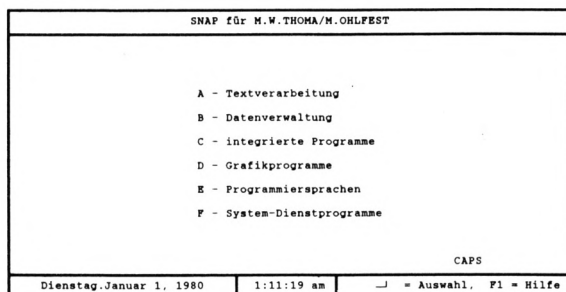 SNAP für M.W.THOMA/M.OHLFEST
A - Textverarbeitung
B - Datenverwaltung
C - integrierte Programme
D - Grafikprogramme
E - Programmiersprachen
F - System-Dienstprogramme
CAPS
Dienstag.Januar 1, 1980 1:11:19 am ─┘ = Auswahl, F1 = Hilfe